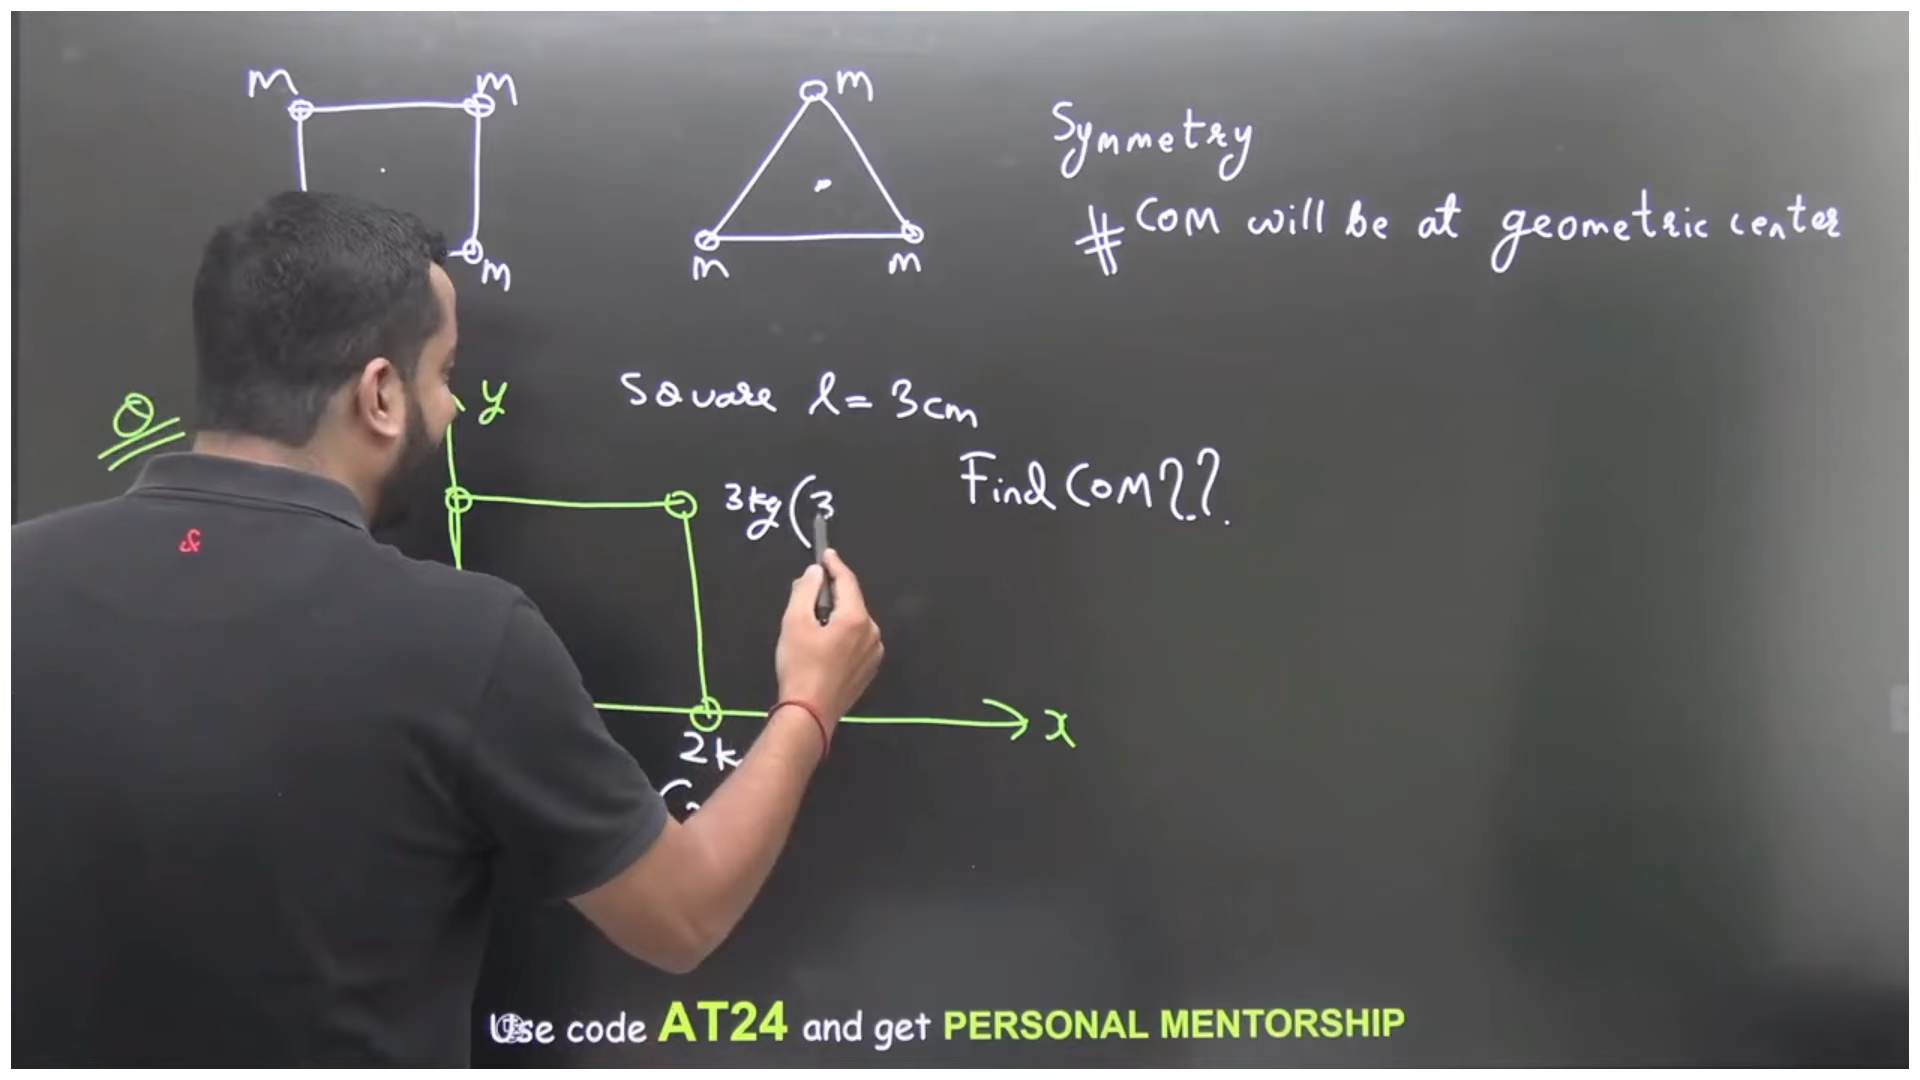 m m
m
m
m m
Symmetry
# COM will be at geometric center
Q
y
Square l = 3cm
Find COM??
3kg (3
x
2k
Use code AT24 and get PERSONAL MENTORSHIP